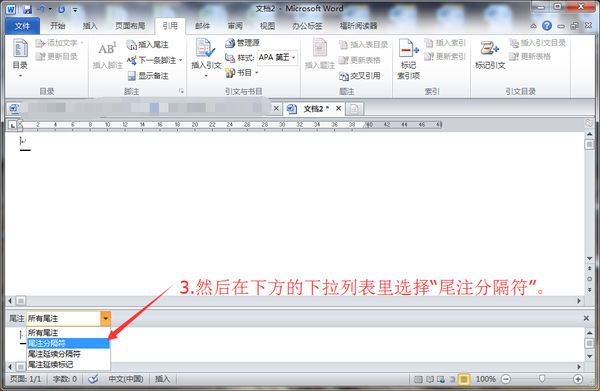 文档2 - Microsoft Word
文件 开始 插入 页面布局 引用 邮件 审阅 视图 办公标签 福昕阅读器
目录
添加文字
更新目录
目录
AB¹
插入脚注
插入尾注
下一条脚注
显示备注
脚注
插入引文
管理源
样式: APA 第五
书目
引文与书目
插入题注
插入表目录
更新表格
交叉引用
题注
标记
索引项
插入索引
更新索引
索引
标记引文
插入引文目录
更新表格
引文目录
文档2 *
2 4 6 8 10 12 14 16 18 20 22 24 26 28 30 32 34 36 38 40 42 44 46 48
3.然后在下方的下拉列表里选择“尾注分隔符”。
尾注 所有尾注
所有尾注
尾注分隔符
尾注延续分隔符
尾注延续标记
页面: 1/1 字数: 0 中文(中国) 插入 100%